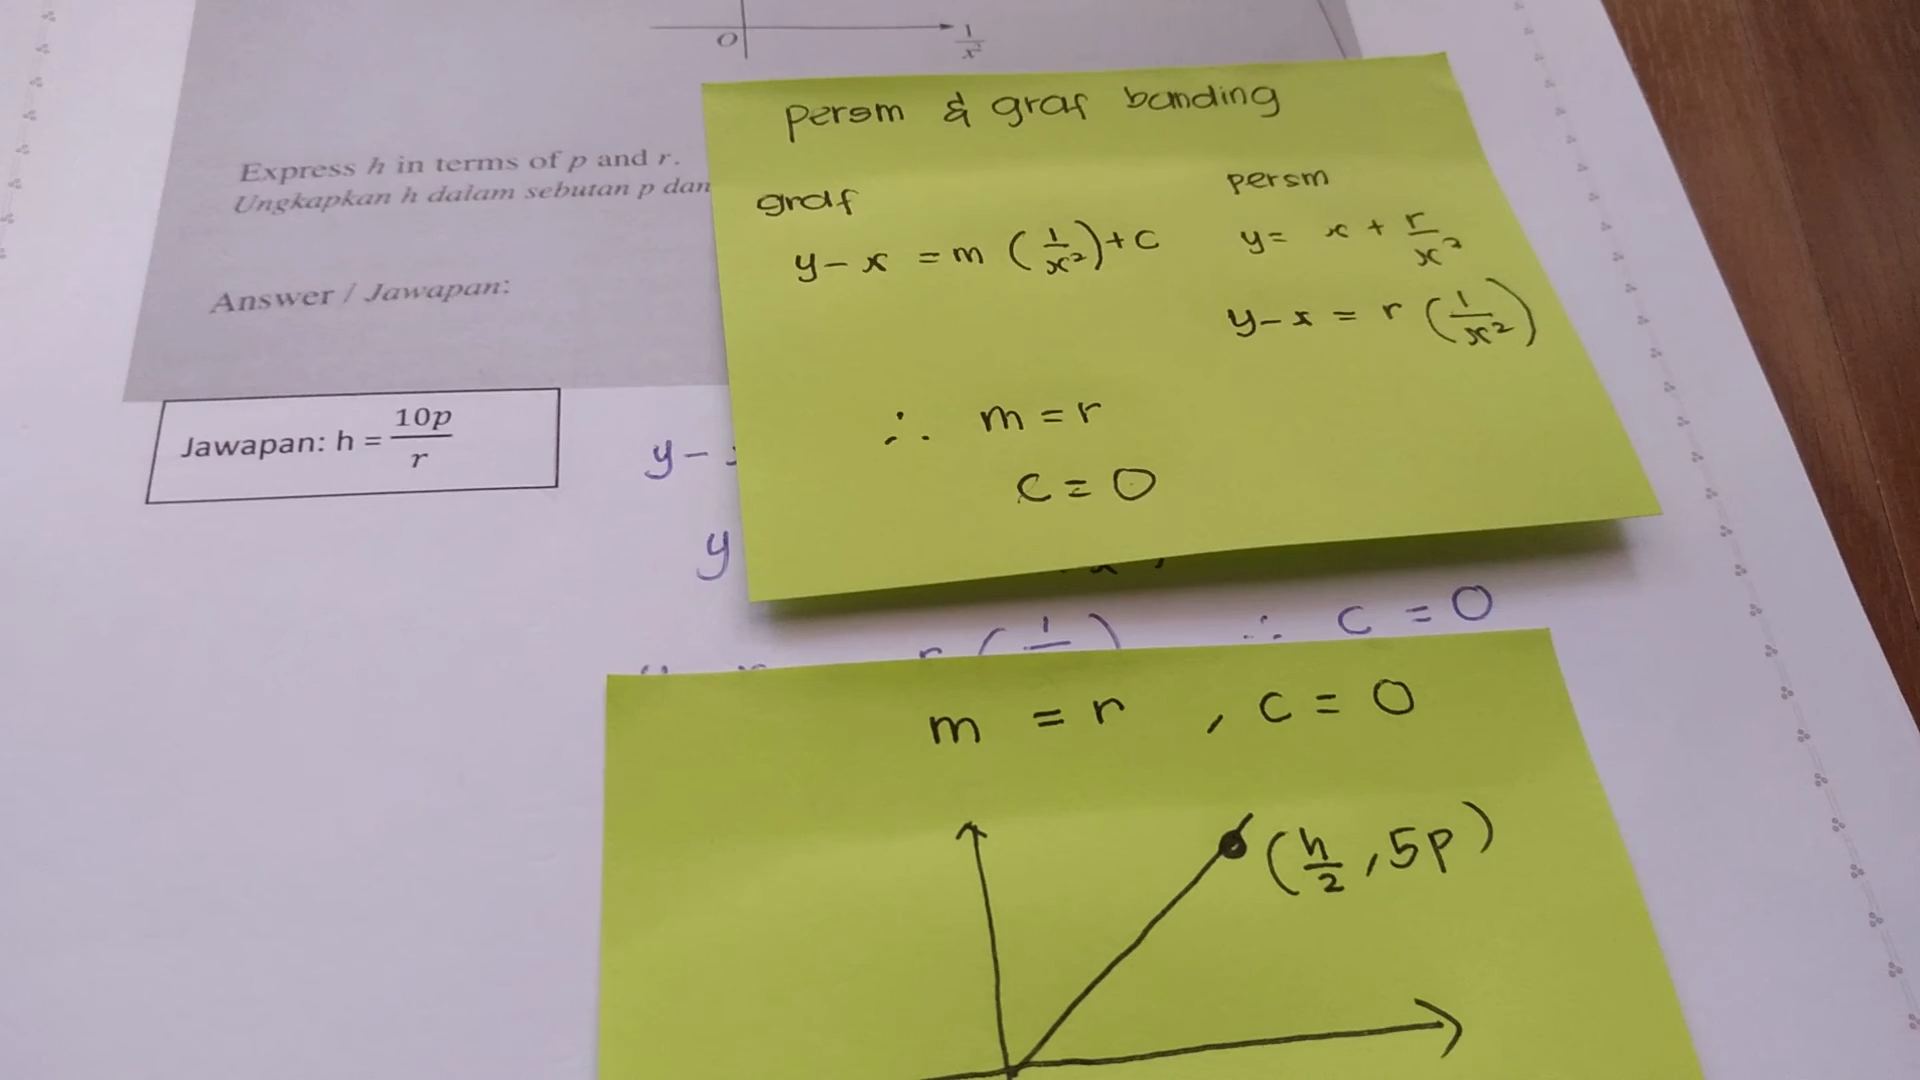 O
1/x²
Express h in terms of p and r.
Ungkapkan h dalam sebutan p dan
Answer / Jawapan:
Jawapan: h = 10p/r
persm & graf banding
graf
y - x = m (1/x²) + c
persm
y = x + r/x²
y - x = r (1/x²)
∴ m = r
c = 0
y -
y
r (1 ) ∴ c = 0
m = r , c = 0
(h/2, 5p)